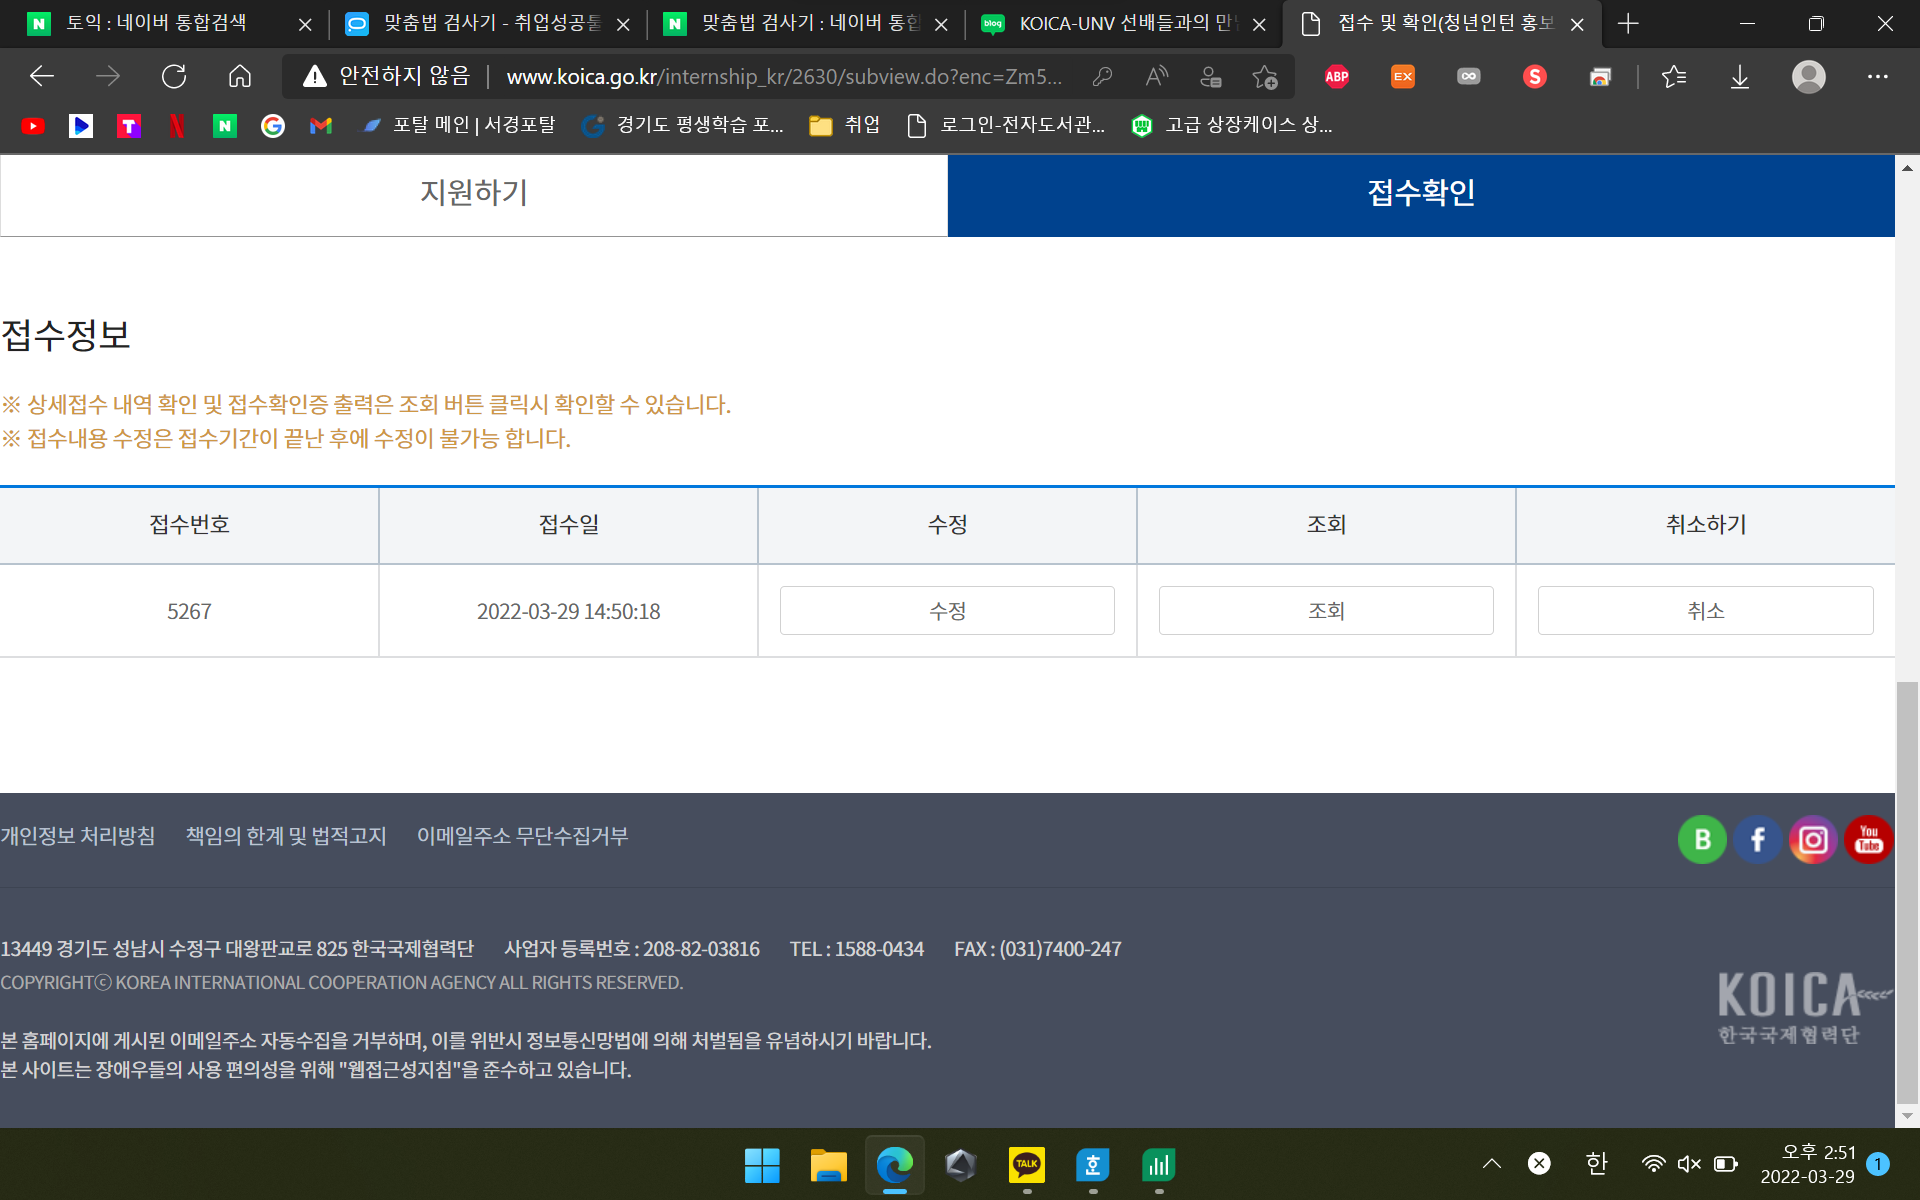 토익 : 네이버 통합검색
맞춤법 검사기 - 취업성공툴
맞춤법 검사기 : 네이버 통합
KOICA-UNV 선배들과의 만남
접수 및 확인(청년인턴 홍보
안전하지 않음
www.koica.go.kr/internship_kr/2630/subview.do?enc=Zm5...
ABP
EX
포탈 메인 | 서경포탈
경기도 평생학습 포...
취업
로그인-전자도서관...
고급 상장케이스 상...
지원하기
접수확인
접수정보
※ 상세접수 내역 확인 및 접수확인증 출력은 조회 버튼 클릭시 확인할 수 있습니다.
※ 접수내용 수정은 접수기간이 끝난 후에 수정이 불가능 합니다.
접수번호 접수일 수정 조회 취소하기
5267 2022-03-29 14:50:18 수정 조회 취소
개인정보 처리방침 책임의 한계 및 법적고지 이메일주소 무단수집거부
B
You Tube
13449 경기도 성남시 수정구 대왕판교로 825 한국국제협력단 사업자 등록번호 : 208-82-03816 TEL : 1588-0434 FAX : (031)7400-247
COPYRIGHTⓒ KOREA INTERNATIONAL COOPERATION AGENCY ALL RIGHTS RESERVED.
KOICA
한국국제협력단
본 홈페이지에 게시된 이메일주소 자동수집을 거부하며, 이를 위반시 정보통신망법에 의해 처벌됨을 유념하시기 바랍니다.
본 사이트는 장애우들의 사용 편의성을 위해 "웹접근성지침"을 준수하고 있습니다.
TALK
한
오후 2:51
2022-03-29
1